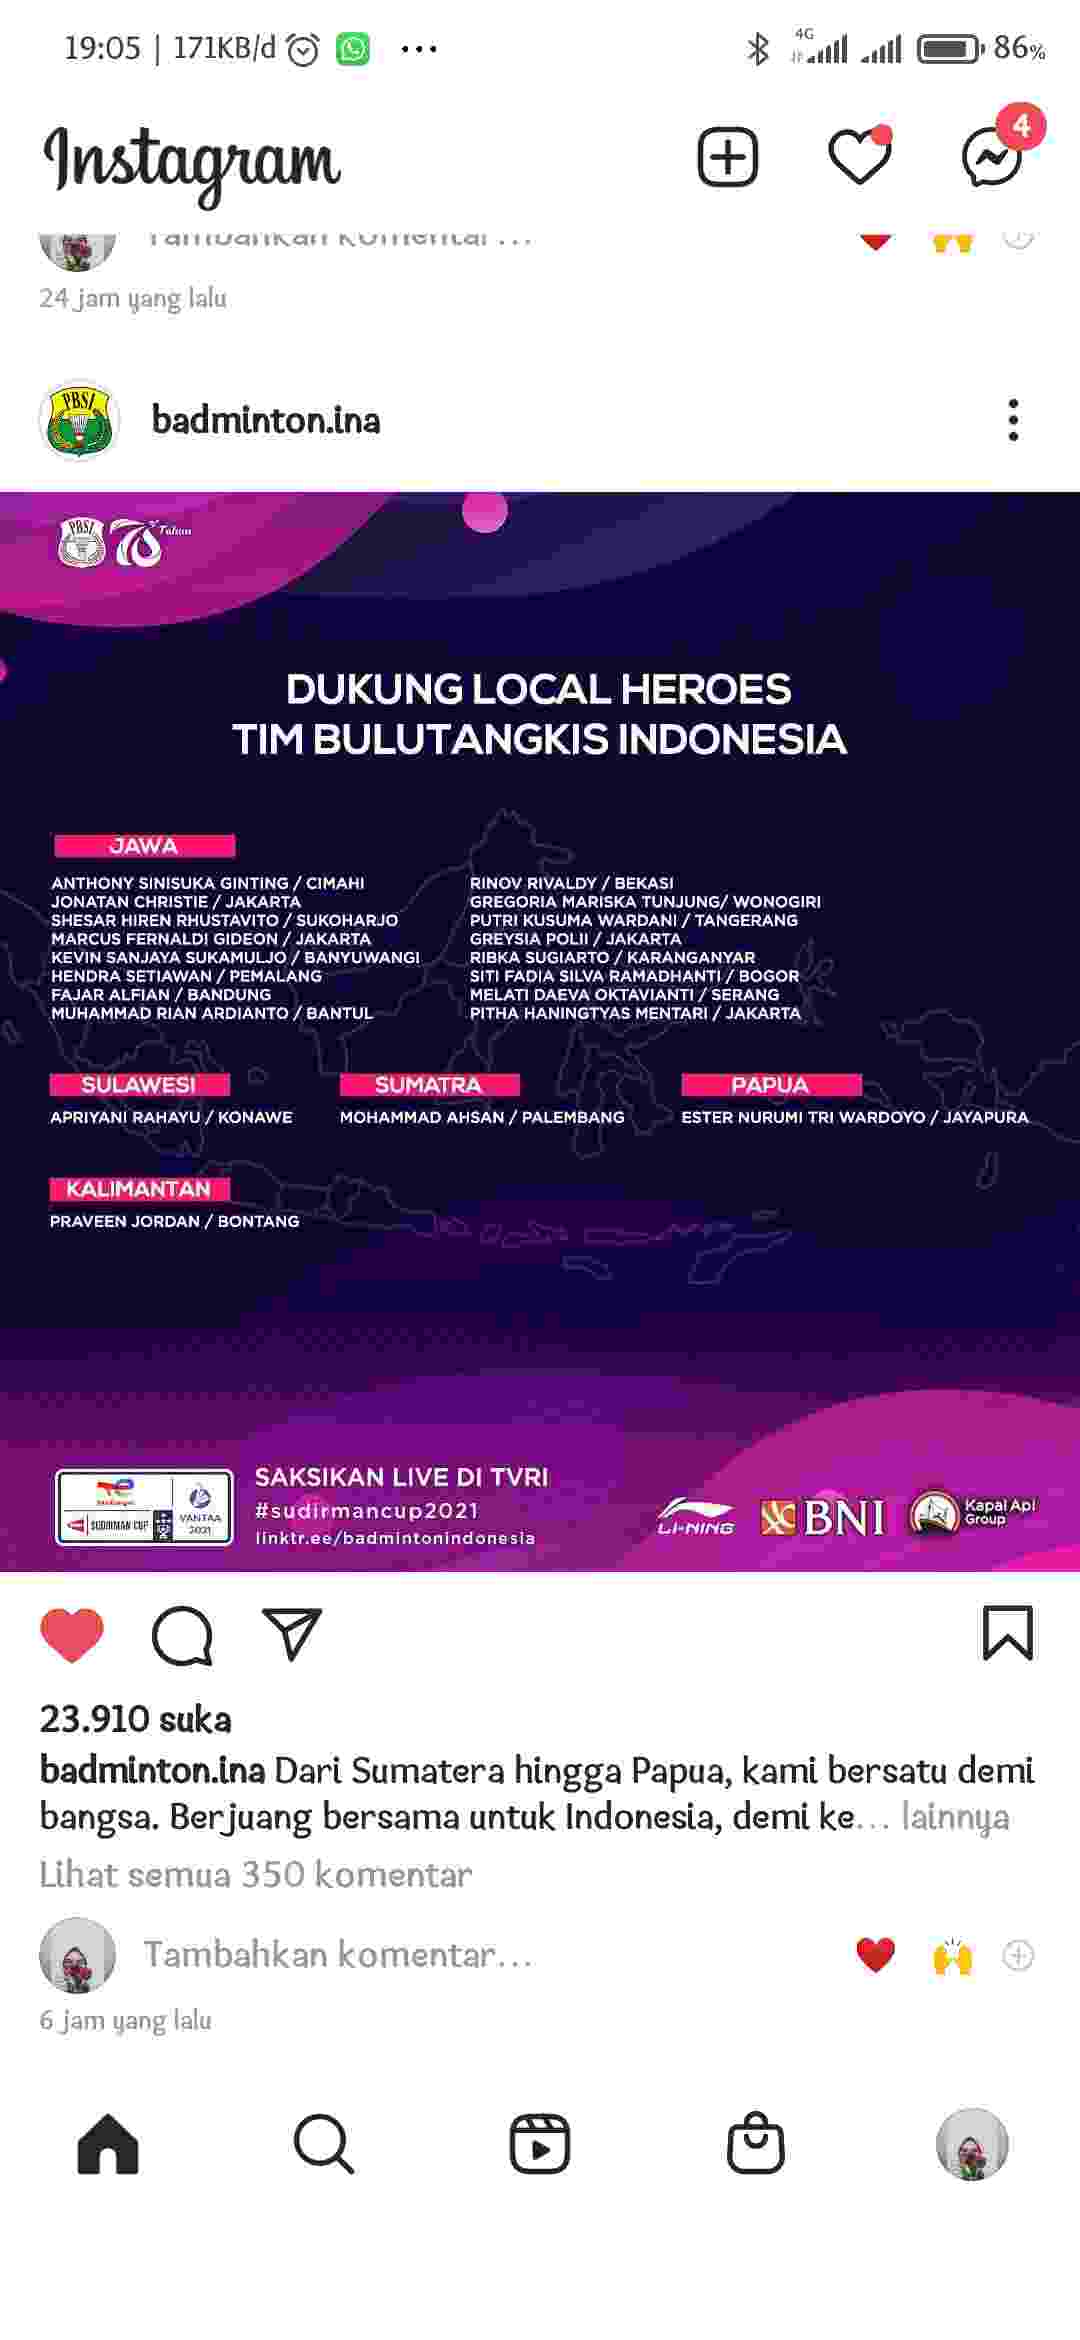 19:05 | 171KB/d
4G
86%
Instagram
4
Tambahkan komentar...
24 jam yang lalu
PBSI
badminton.ina
PBSI
Tahun
DUKUNG LOCAL HEROES
TIM BULUTANGKIS INDONESIA
JAWA
ANTHONY SINISUKA GINTING / CIMAHI
JONATAN CHRISTIE / JAKARTA
SHESAR HIREN RHUSTAVITO / SUKOHARJO
MARCUS FERNALDI GIDEON / JAKARTA
KEVIN SANJAYA SUKAMULJO / BANYUWANGI
HENDRA SETIAWAN / PEMALANG
FAJAR ALFIAN / BANDUNG
MUHAMMAD RIAN ARDIANTO / BANTUL
RINOV RIVALDY / BEKASI
GREGORIA MARISKA TUNJUNG/ WONOGIRI
PUTRI KUSUMA WARDANI / TANGERANG
GREYSIA POLII / JAKARTA
RIBKA SUGIARTO / KARANGANYAR
SITI FADIA SILVA RAMADHANTI / BOGOR
MELATI DAEVA OKTAVIANTI / SERANG
PITHA HANINGTYAS MENTARI / JAKARTA
SULAWESI
APRIYANI RAHAYU / KONAWE
SUMATRA
MOHAMMAD AHSAN / PALEMBANG
PAPUA
ESTER NURUMI TRI WARDOYO / JAYAPURA
KALIMANTAN
PRAVEEN JORDAN / BONTANG
SUDIRMAN CUP
VANTAA
2021
SAKSIKAN LIVE DI TVRI
#sudirmancup2021
linktr.ee/badmintonindonesia
LI-NING
BNI
Kapal Api
Group
23.910 suka
badminton.ina Dari Sumatera hingga Papua, kami bersatu demi
bangsa. Berjuang bersama untuk Indonesia, demi ke... lainnya
Lihat semua 350 komentar
Tambahkan komentar...
6 jam yang lalu